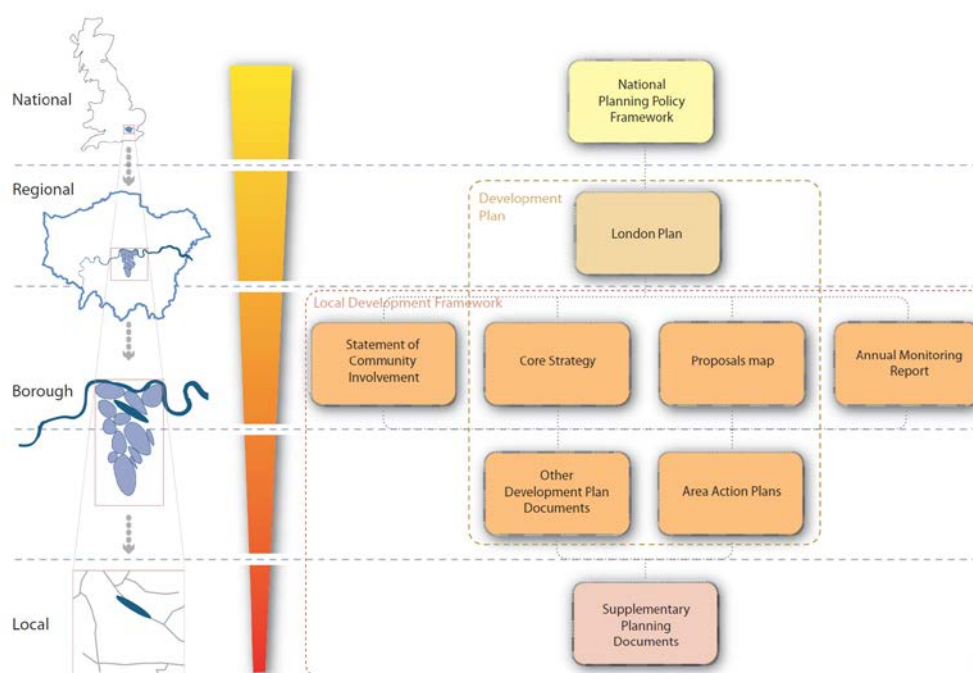 National
National
Planning Policy
Framework
Regional
Development
Plan
London Plan
Local Development Framework
Statement of
Community
Involvement
Core Strategy
Proposals map
Annual Monitoring
Report
Borough
Other
Development Plan
Documents
Area Action Plans
Local
Supplementary
Planning
Documents